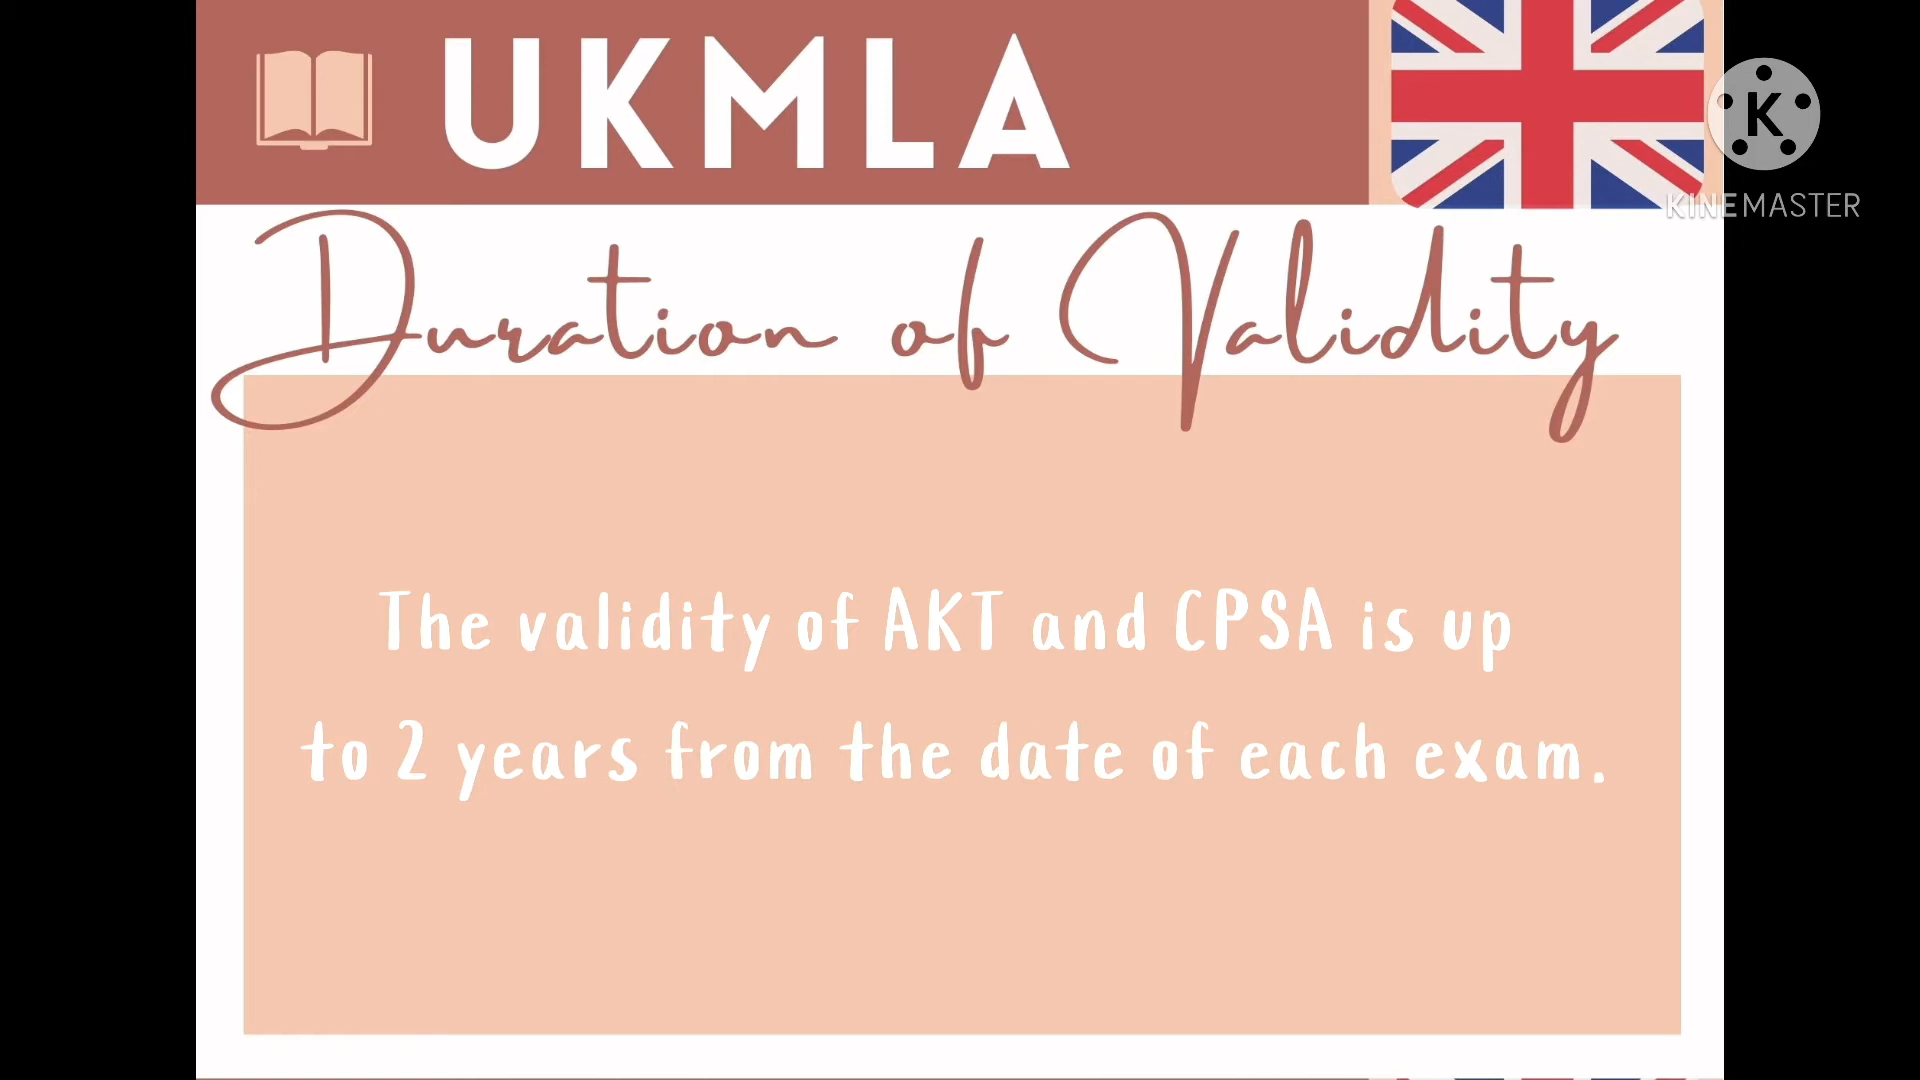 UKMLA
K
KINEMASTER
Duration of Validity
The validity of AKT and CPSA is up
to 2 years from the date of each exam.